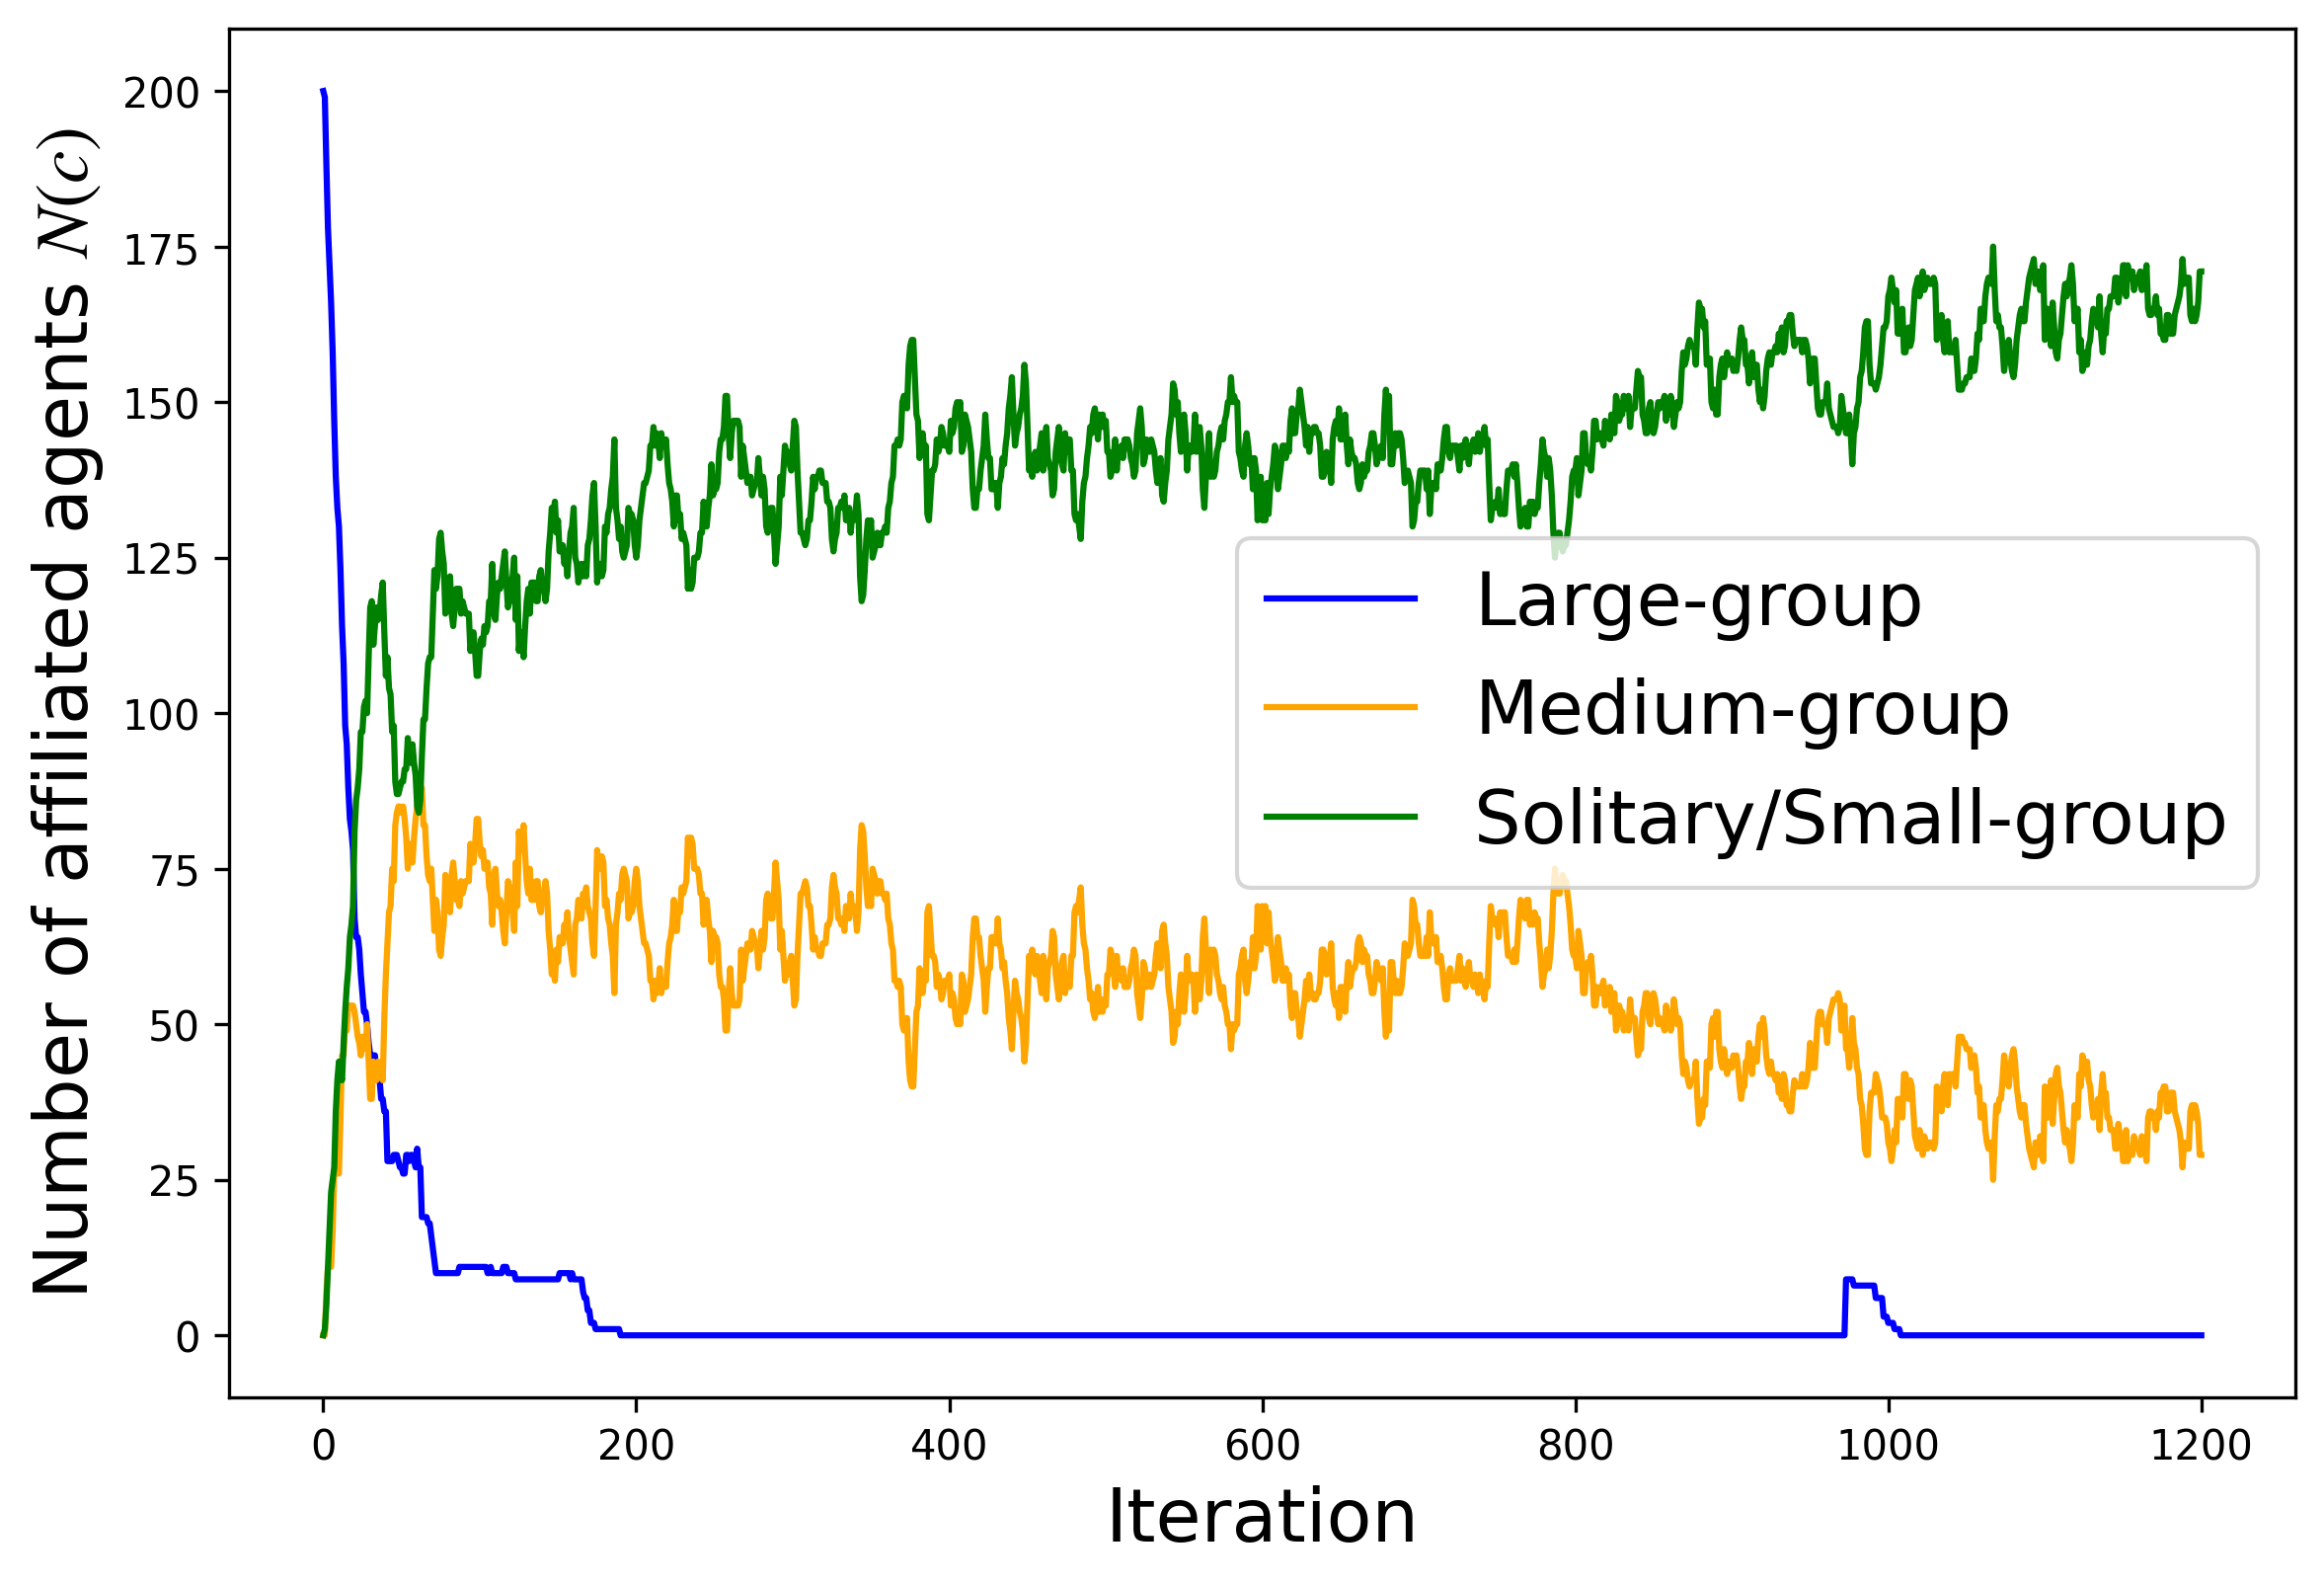 Number of affiliated agents N(c)
200
175
150
125
100
75
50
25
0
Large-group
Medium-group
Solitary/Small-group
0 200 400 600 800 1000 1200
Iteration